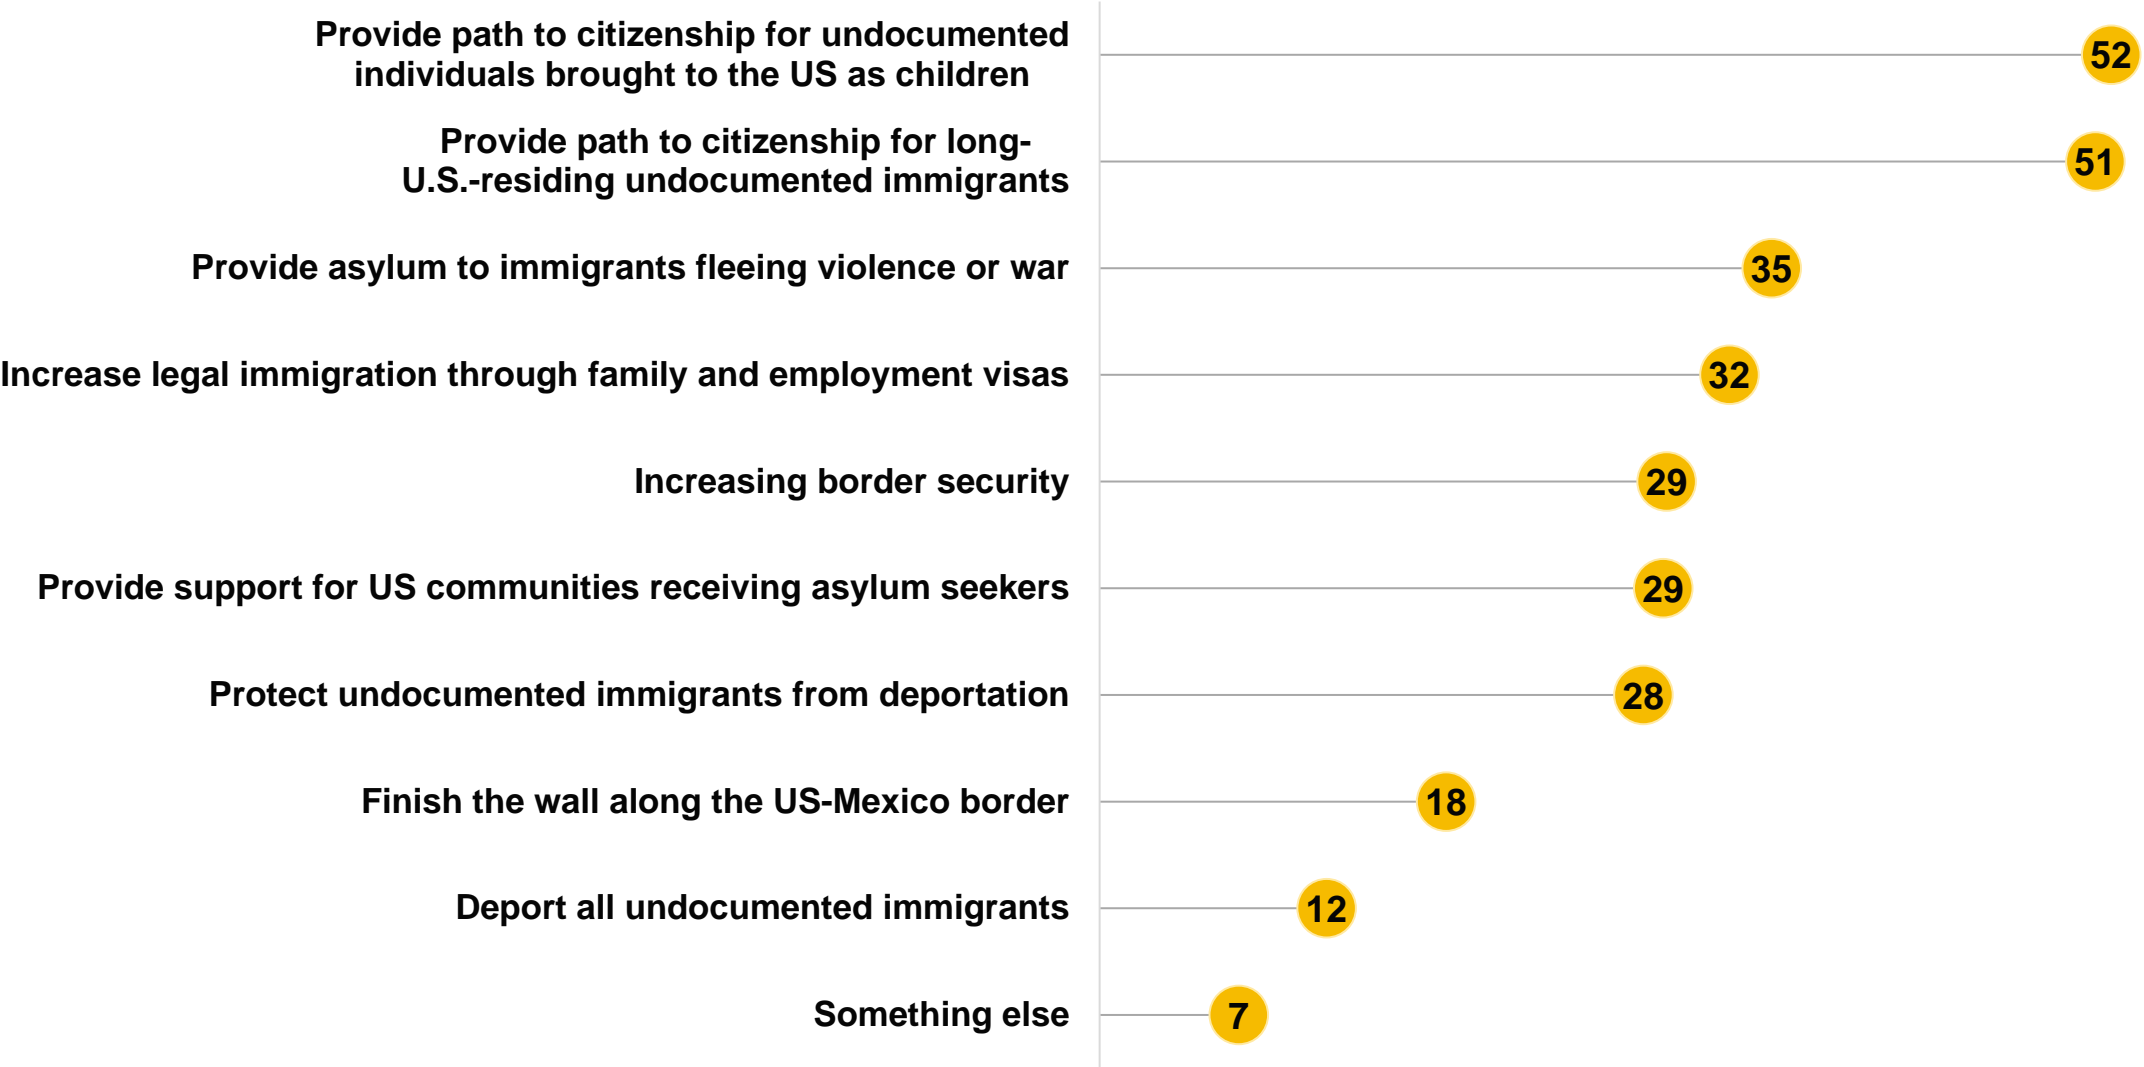 Provide path to citizenship for undocumented
individuals brought to the US as children
52
Provide path to citizenship for long-
U.S.-residing undocumented immigrants
51
Provide asylum to immigrants fleeing violence or war
35
Increase legal immigration through family and employment visas
32
Increasing border security
29
Provide support for US communities receiving asylum seekers
29
Protect undocumented immigrants from deportation
28
Finish the wall along the US-Mexico border
18
Deport all undocumented immigrants
12
Something else
7